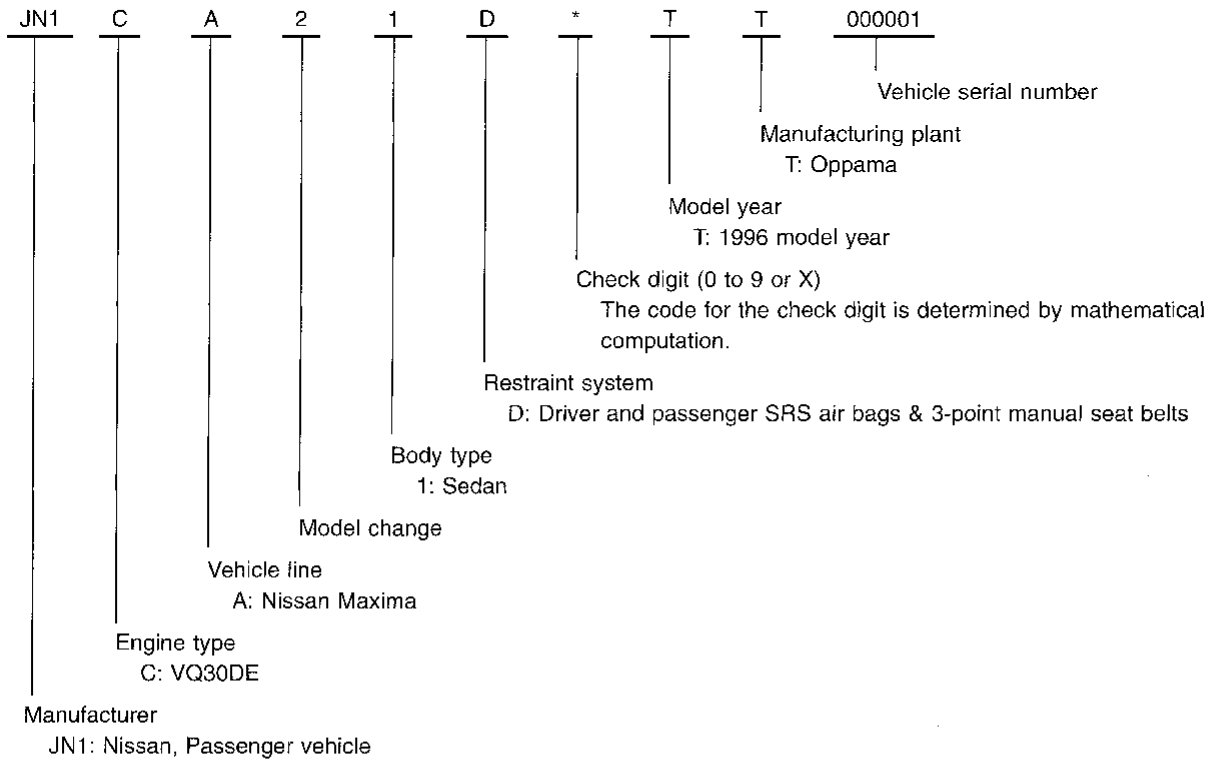 JN1 C A 2 1 D * T T 000001
Vehicle serial number
Manufacturing plant
T: Oppama
Model year
T: 1996 model year
Check digit (0 to 9 or X)
The code for the check digit is determined by mathematical
computation.
Restraint system
D: Driver and passenger SRS air bags & 3-point manual seat belts
Body type
1: Sedan
Model change
Vehicle line
A: Nissan Maxima
Engine type
C: VQ30DE
Manufacturer
JN1: Nissan, Passenger vehicle